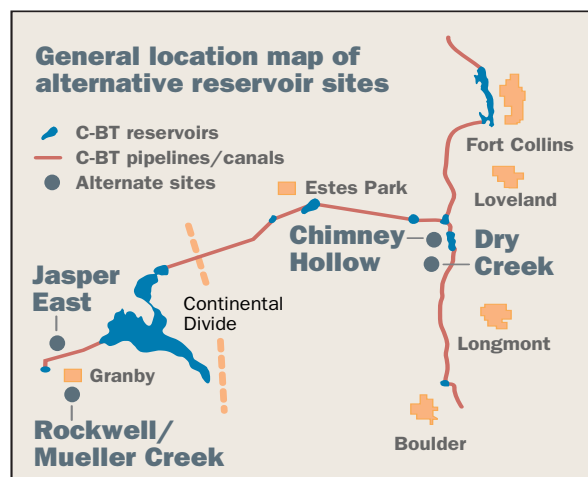 General location map of
alternative reservoir sites
C-BT reservoirs
C-BT pipelines/canals
Alternate sites
Fort Collins
Estes Park
Loveland
Chimney
Hollow
Dry
Creek
Jasper
East
Continental
Divide
Longmont
Granby
Rockwell/
Mueller Creek
Boulder